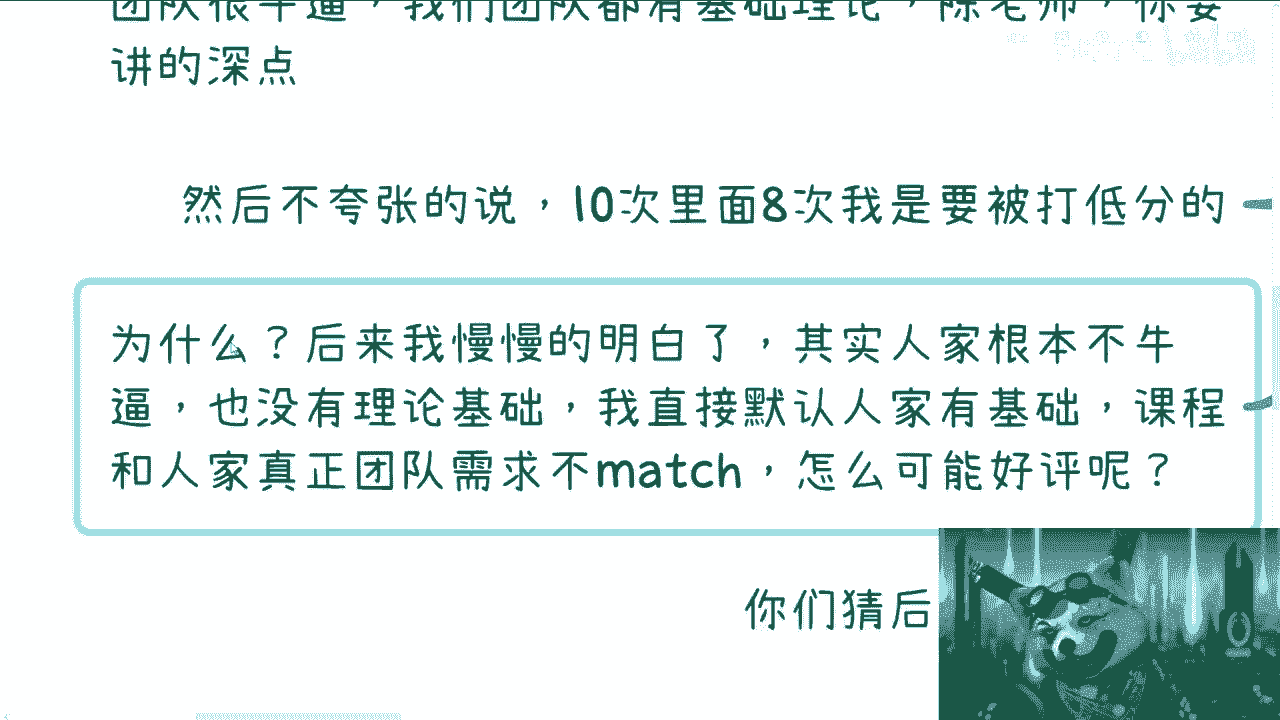 团队很牛逼，我们团队都有基础理论，陈老师，你要
讲的深点
然后不夸张的说，10次里面8次我是要被打低分的
为什么？后来我慢慢的明白了，其实人家根本不牛
逼，也没有理论基础，我直接默认人家有基础，课程
和人家真正团队需求不match，怎么可能好评呢？
你们猜后